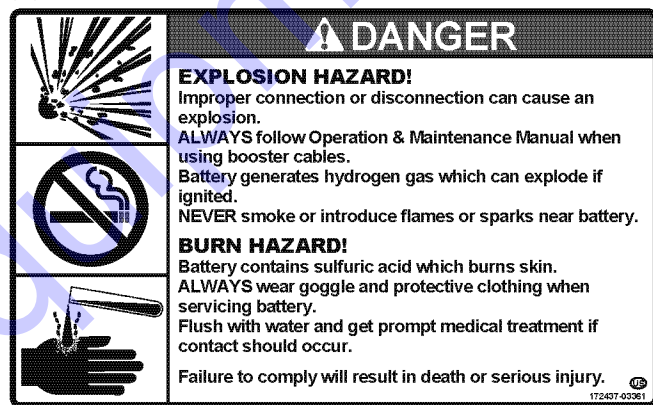 DANGER
EXPLOSION HAZARD!
Improper connection or disconnection can cause an
explosion.
ALWAYS follow Operation & Maintenance Manual when
using booster cables.
Battery generates hydrogen gas which can explode if
ignited.
NEVER smoke or introduce flames or sparks near battery.
BURN HAZARD!
Battery contains sulfuric acid which burns skin.
ALWAYS wear goggle and protective clothing when
servicing battery.
Flush with water and get prompt medical treatment if
contact should occur.
Failure to comply will result in death or serious injury.
US
172437-03361